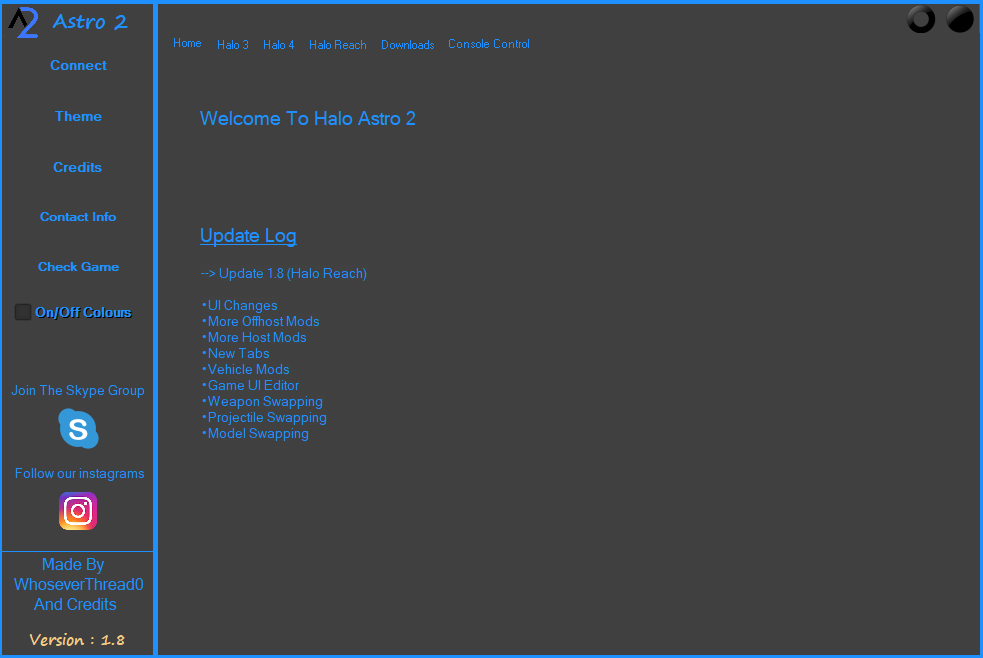 Astro 2
Connect
Theme
Credits
Contact Info
Check Game
On/Off Colours
Join The Skype Group
S
Follow our instagrams
Made By
WhoseverThread0
And Credits
Version : 1.8
Home Halo 3 Halo 4 Halo Reach Downloads Console Control
Welcome To Halo Astro 2
Update Log
--> Update 1.8 (Halo Reach)
•UI Changes
•More Offhost Mods
•More Host Mods
•New Tabs
•Vehicle Mods
•Game UI Editor
•Weapon Swapping
•Projectile Swapping
•Model Swapping